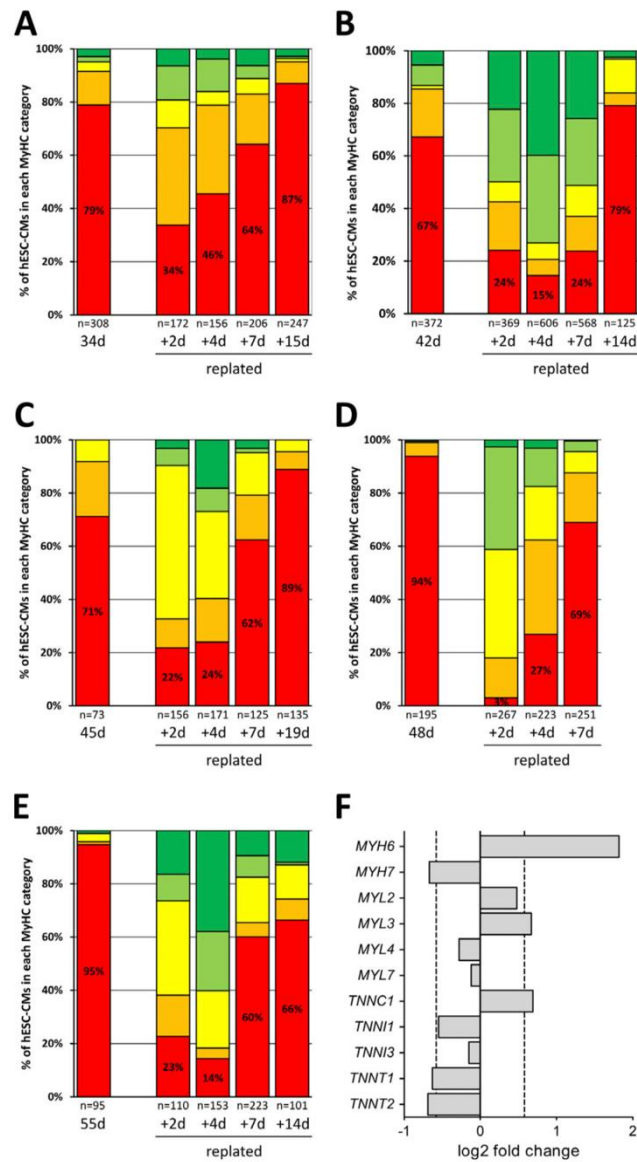 A
% of hESC-CMs in each MyHC category
100%
80%
60%
40%
20%
0%
79%
34%
46%
64%
87%
n=308 n=172 n=156 n=206 n=247
34d +2d +4d +7d +15d
replated
B
% of hESC-CMs in each MyHC category
100%
80%
60%
40%
20%
0%
67%
24%
15%
24%
79%
n=372 n=369 n=606 n=568 n=125
42d +2d +4d +7d +14d
replated
C
% of hESC-CMs in each MyHC category
100%
80%
60%
40%
20%
0%
71%
22%
24%
62%
89%
n=73 n=156 n=171 n=125 n=135
45d +2d +4d +7d +19d
replated
D
% of hESC-CMs in each MyHC category
100%
80%
60%
40%
20%
0%
94%
3%
27%
69%
n=195 n=267 n=223 n=251
48d +2d +4d +7d
replated
E
% of hESC-CMs in each MyHC category
100%
80%
60%
40%
20%
0%
95%
23%
14%
60%
66%
n=95 n=110 n=153 n=223 n=101
55d +2d +4d +7d +14d
replated
F
MYH6
MYH7
MYL2
MYL3
MYL4
MYL7
TNNC1
TNNI1
TNNI3
TNNT1
TNNT2
-1 0 1 2
log2 fold change